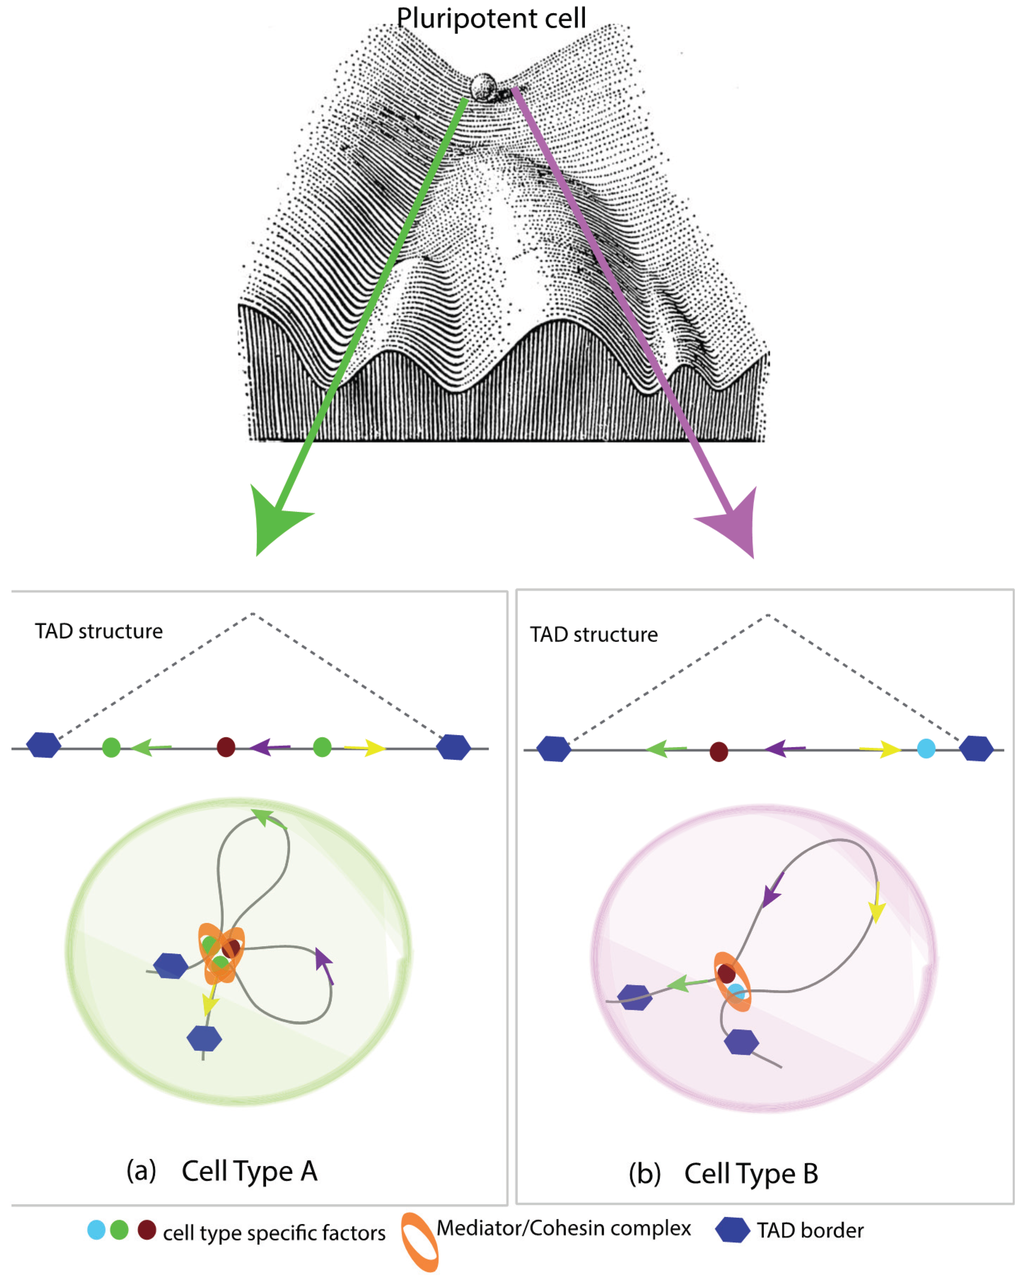 Pluripotent cell
TAD structure
TAD structure
(a) Cell Type A
(b) Cell Type B
cell type specific factors
Mediator/Cohesin complex
TAD border